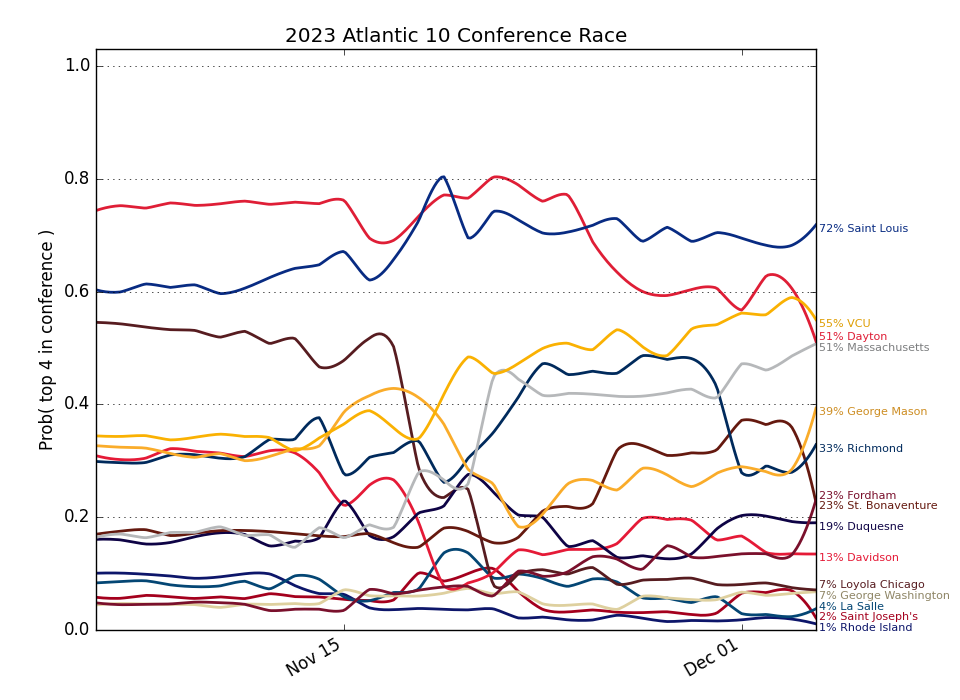 2023 Atlantic 10 Conference Race
Prob( top 4 in conference )
1.0
0.8
0.6
0.4
0.2
0.0
Nov 15
Dec 01
72% Saint Louis
55% VCU
51% Dayton
51% Massachusetts
39% George Mason
33% Richmond
23% Fordham
23% St. Bonaventure
19% Duquesne
13% Davidson
7% Loyola Chicago
7% George Washington
4% La Salle
2% Saint Joseph's
1% Rhode Island